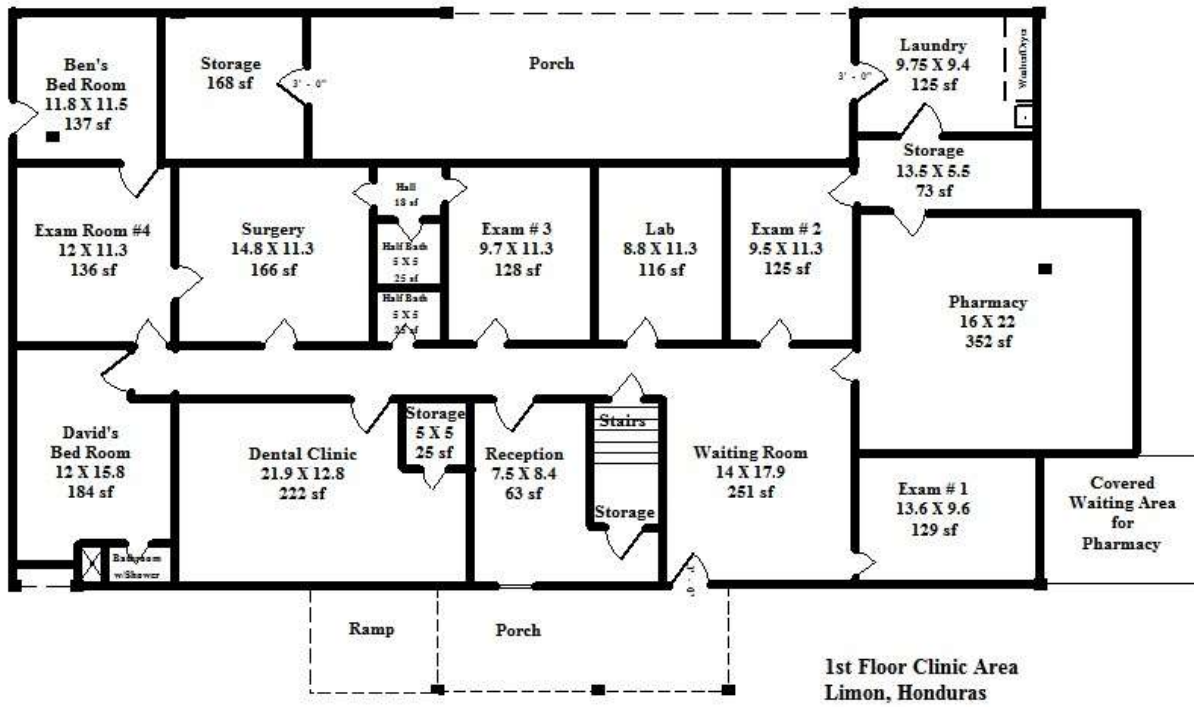 Ben's
Bed Room
11.8 X 11.5
137 sf
Storage
168 sf
3' - 0"
Porch
3' - 0"
Laundry
9.75 X 9.4
125 sf
Washer/Dryer
Storage
13.5 X 5.5
73 sf
Exam Room #4
12 X 11.3
136 sf
Surgery
14.8 X 11.3
166 sf
Hall
18 sf
Half Bath
5 X 5
25 sf
Half Bath
5 X 5
25 sf
Exam # 3
9.7 X 11.3
128 sf
Lab
8.8 X 11.3
116 sf
Exam # 2
9.5 X 11.3
125 sf
Pharmacy
16 X 22
352 sf
David's
Bed Room
12 X 15.8
184 sf
Bathroom
w/Shower
Dental Clinic
21.9 X 12.8
222 sf
Storage
5 X 5
25 sf
Reception
7.5 X 8.4
63 sf
Stairs
Storage
Waiting Room
14 X 17.9
251 sf
Exam # 1
13.6 X 9.6
129 sf
Covered
Waiting Area
for
Pharmacy
Ramp
Porch
1st Floor Clinic Area
Limon, Honduras